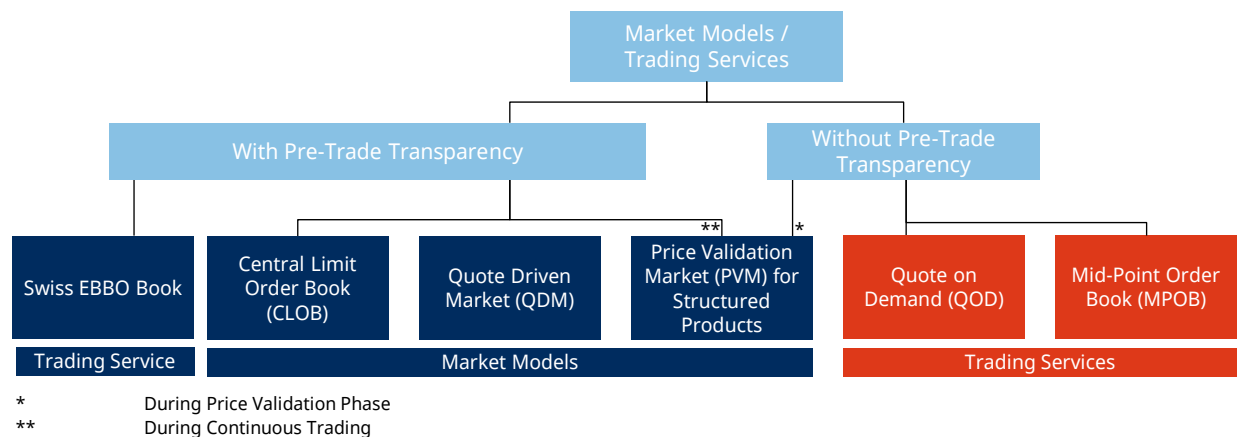 Market Models /
Trading Services
With Pre-Trade Transparency
Without Pre-Trade
Transparency
**
*
Swiss EBBO Book
Central Limit
Order Book
(CLOB)
Quote Driven
Market (QDM)
Price Validation
Market (PVM) for
Structured
Products
Quote on
Demand (QOD)
Mid-Point Order
Book (MPOB)
Trading Service
Market Models
Trading Services
* During Price Validation Phase
** During Continuous Trading